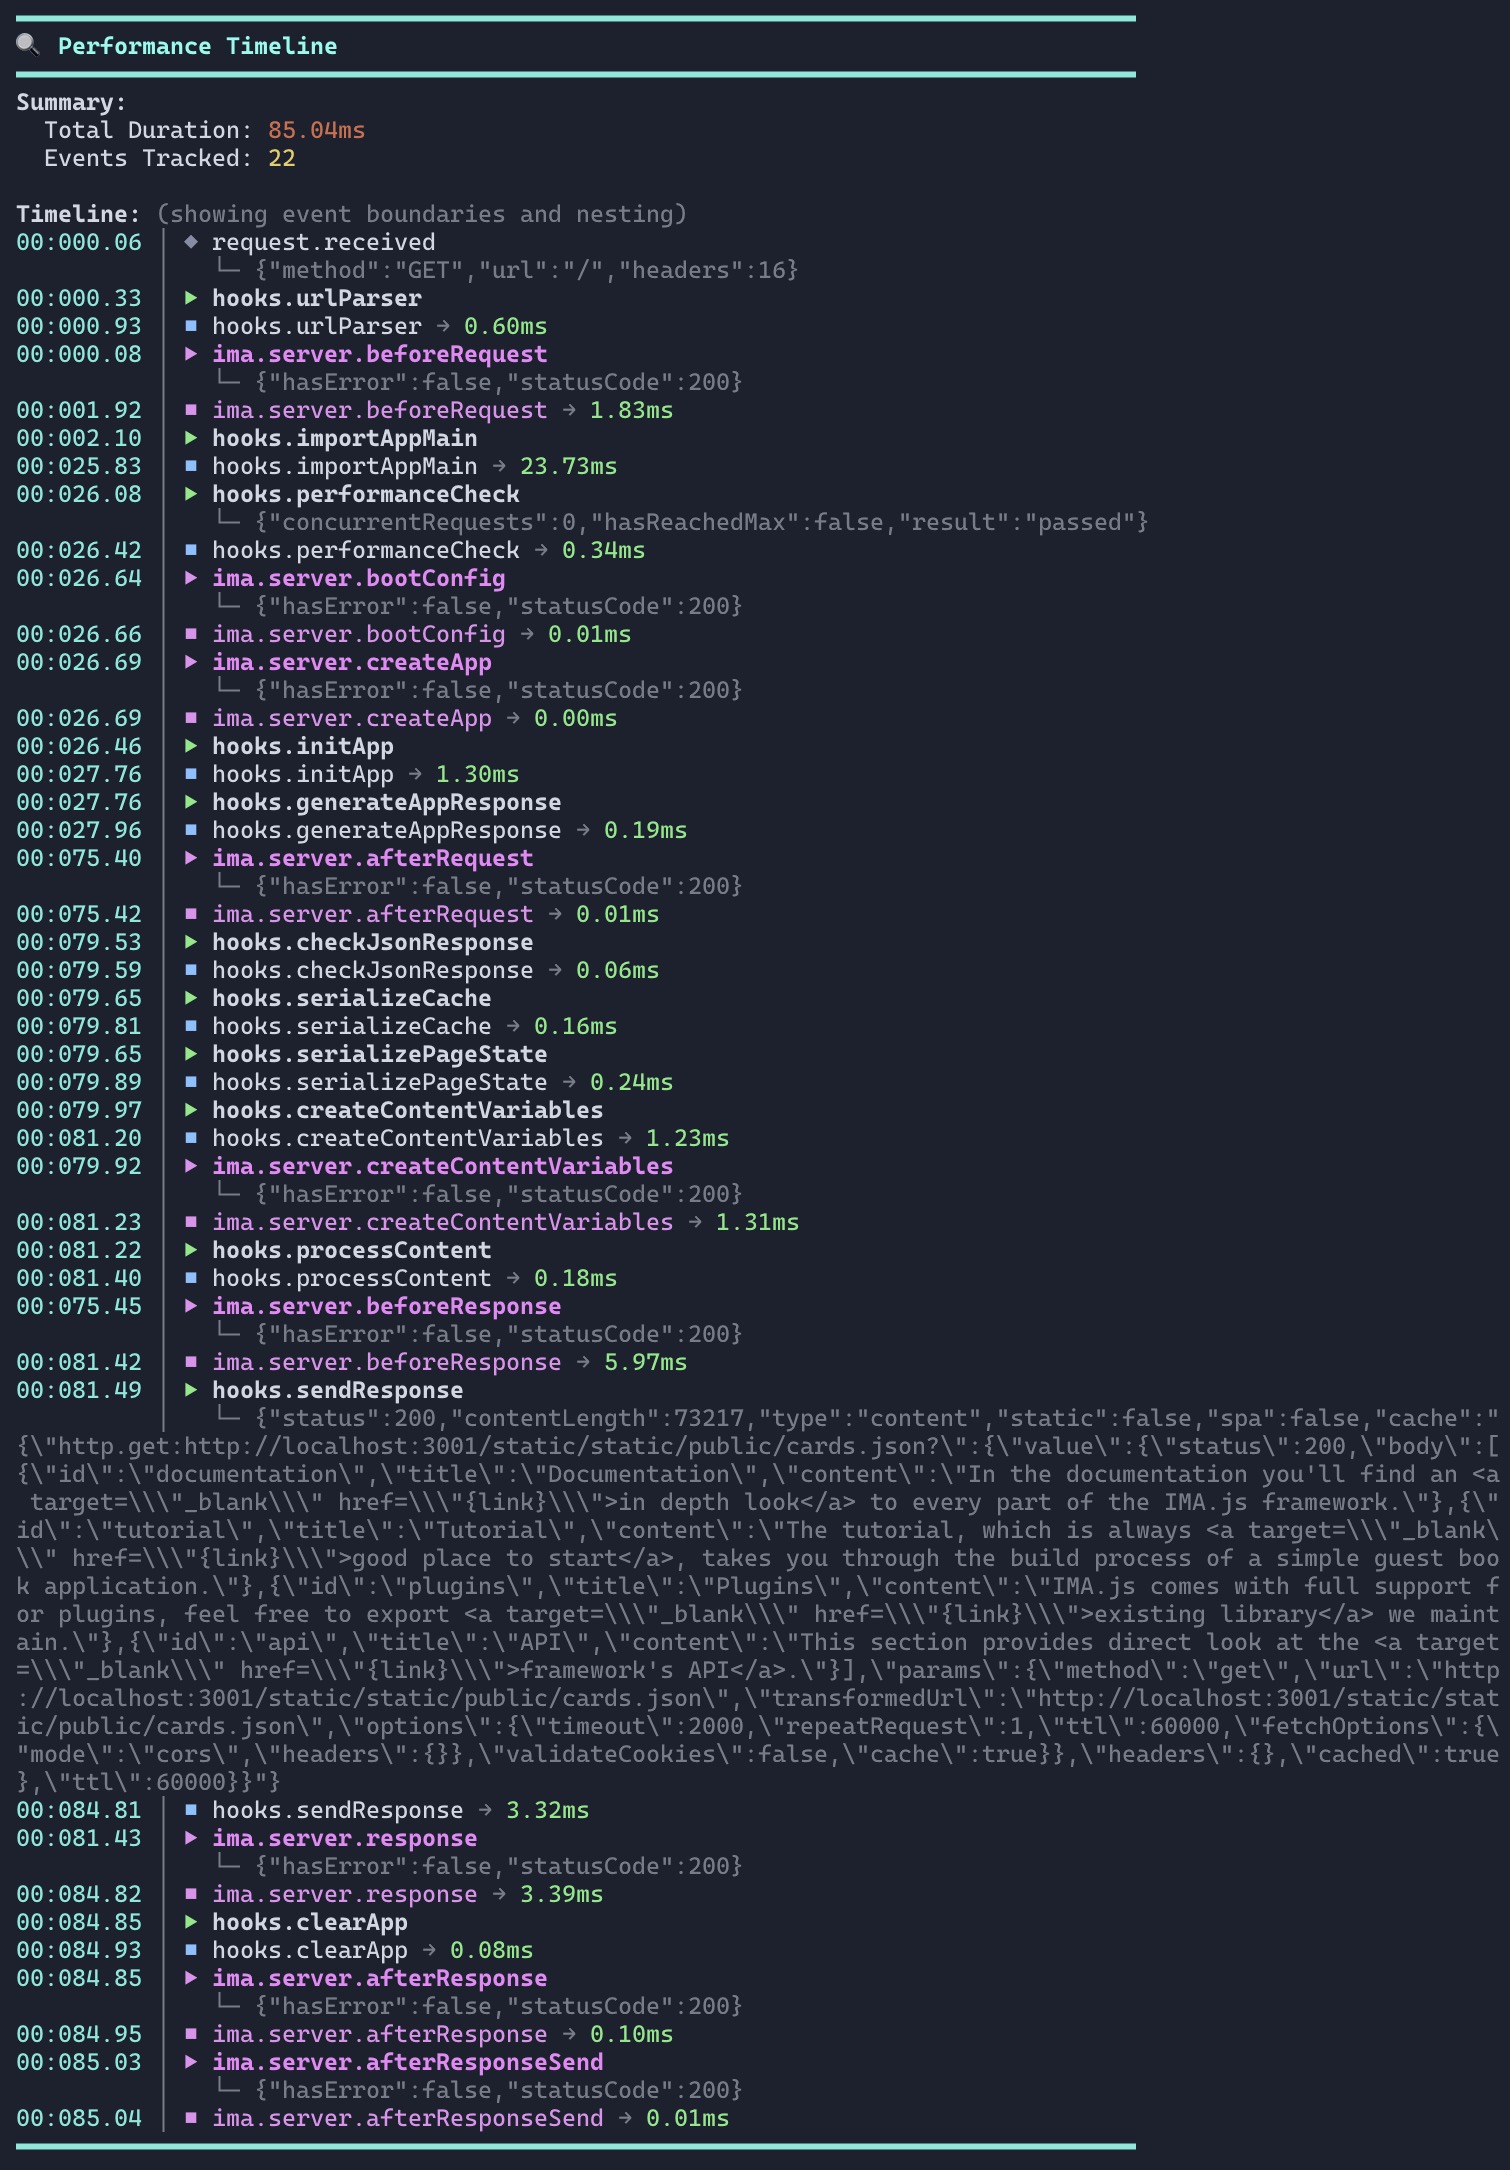 Performance Timeline
Summary:
Total Duration: 85.04ms
Events Tracked: 22
Timeline: (showing event boundaries and nesting)
00:000.06 │ ◆ request.received
│ └─ {"method":"GET","url":"/","headers":16}
00:000.33 │ ▶ hooks.urlParser
00:000.93 │ ■ hooks.urlParser → 0.60ms
00:000.08 │ ▶ ima.server.beforeRequest
│ └─ {"hasError":false,"statusCode":200}
00:001.92 │ ■ ima.server.beforeRequest → 1.83ms
00:002.10 │ ▶ hooks.importAppMain
00:025.83 │ ■ hooks.importAppMain → 23.73ms
00:026.08 │ ▶ hooks.performanceCheck
│ └─ {"concurrentRequests":0,"hasReachedMax":false,"result":"passed"}
00:026.42 │ ■ hooks.performanceCheck → 0.34ms
00:026.64 │ ▶ ima.server.bootConfig
│ └─ {"hasError":false,"statusCode":200}
00:026.66 │ ■ ima.server.bootConfig → 0.01ms
00:026.69 │ ▶ ima.server.createApp
│ └─ {"hasError":false,"statusCode":200}
00:026.69 │ ■ ima.server.createApp → 0.00ms
00:026.46 │ ▶ hooks.initApp
00:027.76 │ ■ hooks.initApp → 1.30ms
00:027.76 │ ▶ hooks.generateAppResponse
00:027.96 │ ■ hooks.generateAppResponse → 0.19ms
00:075.40 │ ▶ ima.server.afterRequest
│ └─ {"hasError":false,"statusCode":200}
00:075.42 │ ■ ima.server.afterRequest → 0.01ms
00:079.53 │ ▶ hooks.checkJsonResponse
00:079.59 │ ■ hooks.checkJsonResponse → 0.06ms
00:079.65 │ ▶ hooks.serializeCache
00:079.81 │ ■ hooks.serializeCache → 0.16ms
00:079.65 │ ▶ hooks.serializePageState
00:079.89 │ ■ hooks.serializePageState → 0.24ms
00:079.97 │ ▶ hooks.createContentVariables
00:081.20 │ ■ hooks.createContentVariables → 1.23ms
00:079.92 │ ▶ ima.server.createContentVariables
│ └─ {"hasError":false,"statusCode":200}
00:081.23 │ ■ ima.server.createContentVariables → 1.31ms
00:081.22 │ ▶ hooks.processContent
00:081.40 │ ■ hooks.processContent → 0.18ms
00:075.45 │ ▶ ima.server.beforeResponse
│ └─ {"hasError":false,"statusCode":200}
00:081.42 │ ■ ima.server.beforeResponse → 5.97ms
00:081.49 │ ▶ hooks.sendResponse
│ └─ {"status":200,"contentLength":73217,"type":"content","static":false,"spa":false,"cache":"
{\"http.get:http://localhost:3001/static/static/public/cards.json?\":{\"value\":{\"status\":200,\"body\":[
{\"id\":\"documentation\",\"title\":\"Documentation\",\"content\":\"In the documentation you'll find an <a
target=\\\"_blank\\\" href=\\\"{link}\\\">in depth look</a> to every part of the IMA.js framework.\"},{\"
id\":\"tutorial\",\"title\":\"Tutorial\",\"content\":\"The tutorial, which is always <a target=\\\"_blank\
\\" href=\\\"{link}\\\">good place to start</a>, takes you through the build process of a simple guest boo
k application.\"},{\"id\":\"plugins\",\"title\":\"Plugins\",\"content\":\"IMA.js comes with full support f
or plugins, feel free to export <a target=\\\"_blank\\\" href=\\\"{link}\\\">existing library</a> we maint
ain.\"},{\"id\":\"api\",\"title\":\"API\",\"content\":\"This section provides direct look at the <a target
=\\\"_blank\\\" href=\\\"{link}\\\">framework's API</a>.\"}],\"params\":{\"method\":\"get\",\"url\":\"http
://localhost:3001/static/static/public/cards.json\",\"transformedUrl\":\"http://localhost:3001/static/stat
ic/public/cards.json\",\"options\":{\"timeout\":2000,\"repeatRequest\":1,\"ttl\":60000,\"fetchOptions\":{\
"mode\":\"cors\",\"headers\":{}},\"validateCookies\":false,\"cache\":true}},\"headers\":{},\"cached\":true
},\"ttl\":60000}}"}
00:084.81 │ ■ hooks.sendResponse → 3.32ms
00:081.43 │ ▶ ima.server.response
│ └─ {"hasError":false,"statusCode":200}
00:084.82 │ ■ ima.server.response → 3.39ms
00:084.85 │ ▶ hooks.clearApp
00:084.93 │ ■ hooks.clearApp → 0.08ms
00:084.85 │ ▶ ima.server.afterResponse
│ └─ {"hasError":false,"statusCode":200}
00:084.95 │ ■ ima.server.afterResponse → 0.10ms
00:085.03 │ ▶ ima.server.afterResponseSend
│ └─ {"hasError":false,"statusCode":200}
00:085.04 │ ■ ima.server.afterResponseSend → 0.01ms